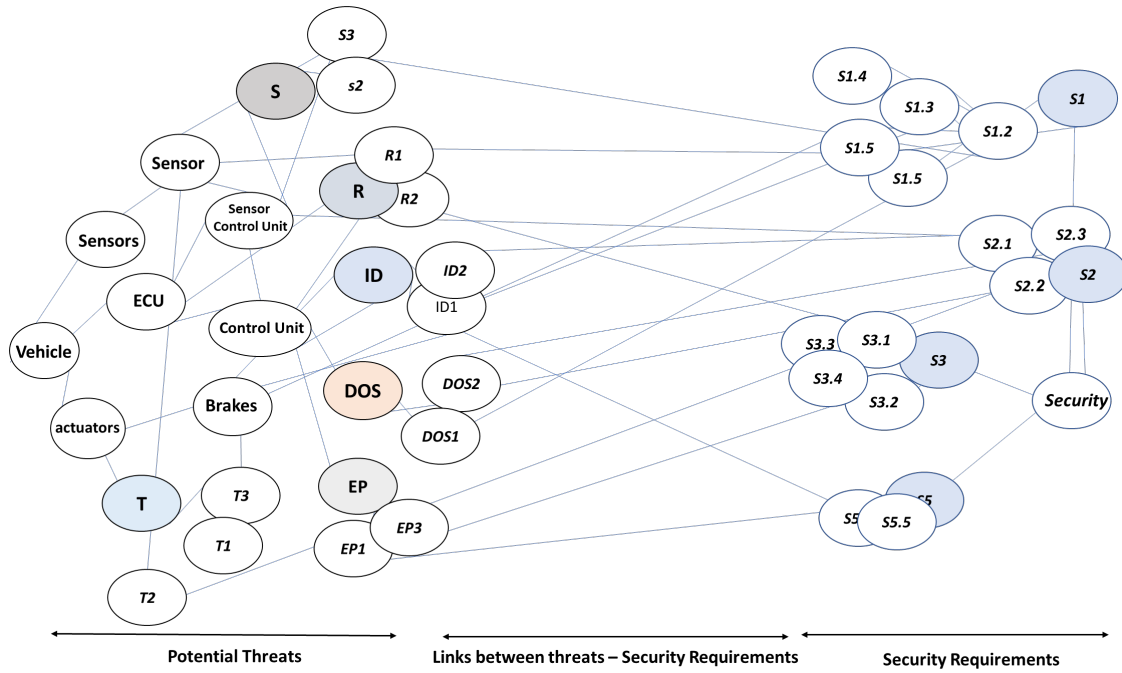 S3
s2
S
Sensor
R1
R
R2
Sensor
Control Unit
Sensors
ID
ID2
ID1
ECU
Control Unit
Vehicle
DOS
DOS2
DOS1
Brakes
actuators
T
T3
T1
T2
EP
EP3
EP1
S1.4
S1.3
S1
S1.2
S1.5
S1.5
S2.1
S2.3
S2
S2.2
S3.3
S3.1
S3
S3.4
S3.2
Security
S5
S5
S5.5
Potential Threats
Links between threats – Security Requirements
Security Requirements